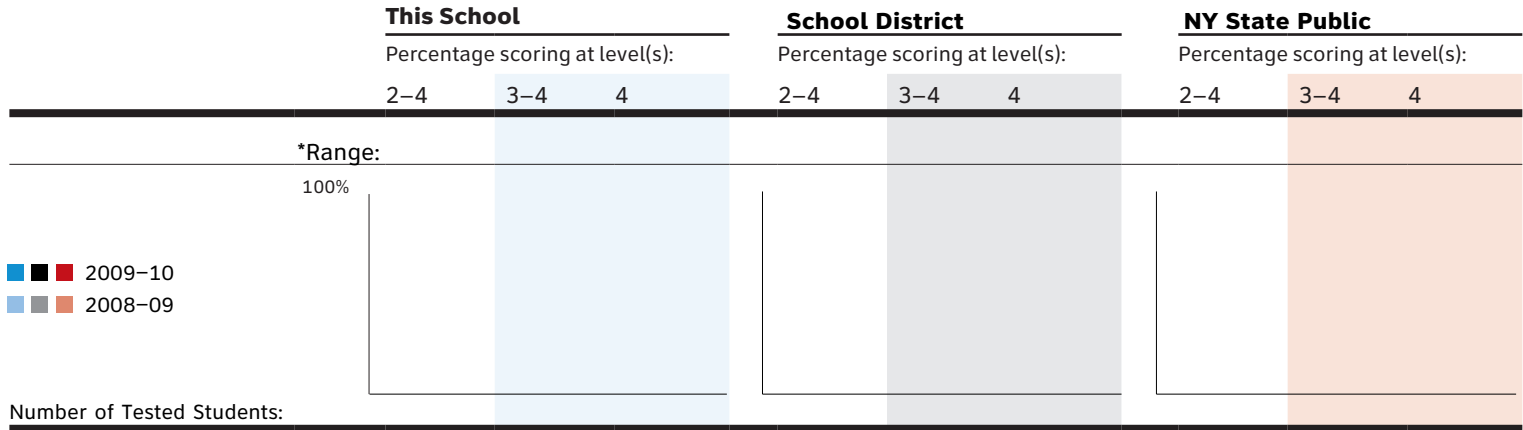 This School School District NY State Public
Percentage scoring at level(s): Percentage scoring at level(s): Percentage scoring at level(s):
2–4 3–4 4 2–4 3–4 4 2–4 3–4 4
*Range:
100%
2009–10
2008–09
Number of Tested Students: